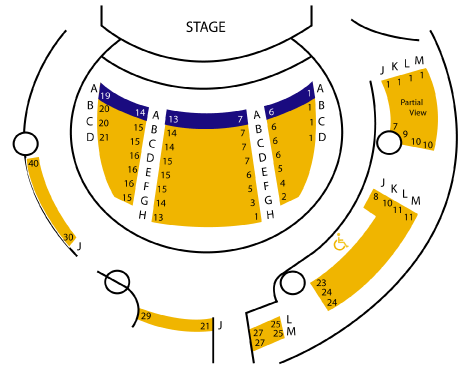 STAGE
J K L M
1 1 1 1
Partial
View
7 9 10 10
A 19 14 A 13 7 A 6 1 A
B 20 15 B 14 7 B 6 1 B
C 20 15 C 14 7 C 6 1 C
D 21 15 D 15 7 D 6 1 D
16 E 15 6 E 5
16 F 15 5 F 4
15 G 14 3 G 2
H 13 1 H
40
30 J
J K L M
8 10 11 11
23
24
24
29 21 J
27 25 L
27 25 M